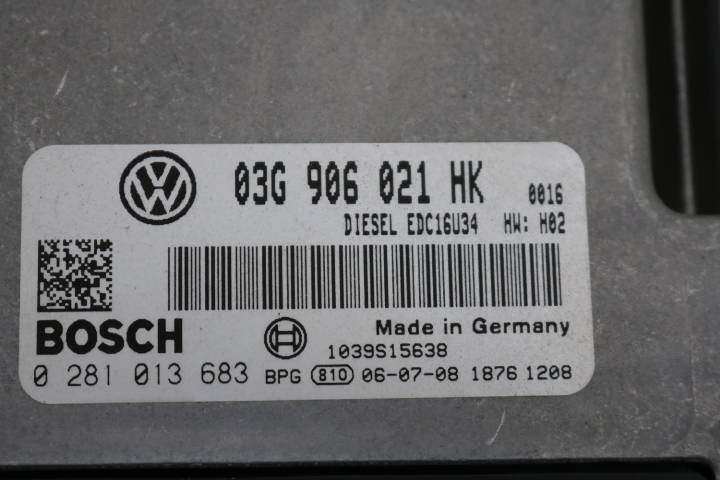 03G 906 021 HK 0016
DIESEL EDC16U34 HW: H02
BOSCH
Made in Germany
1039S15638
0 281 013 683 BPG 810 06-07-08 1876 1208